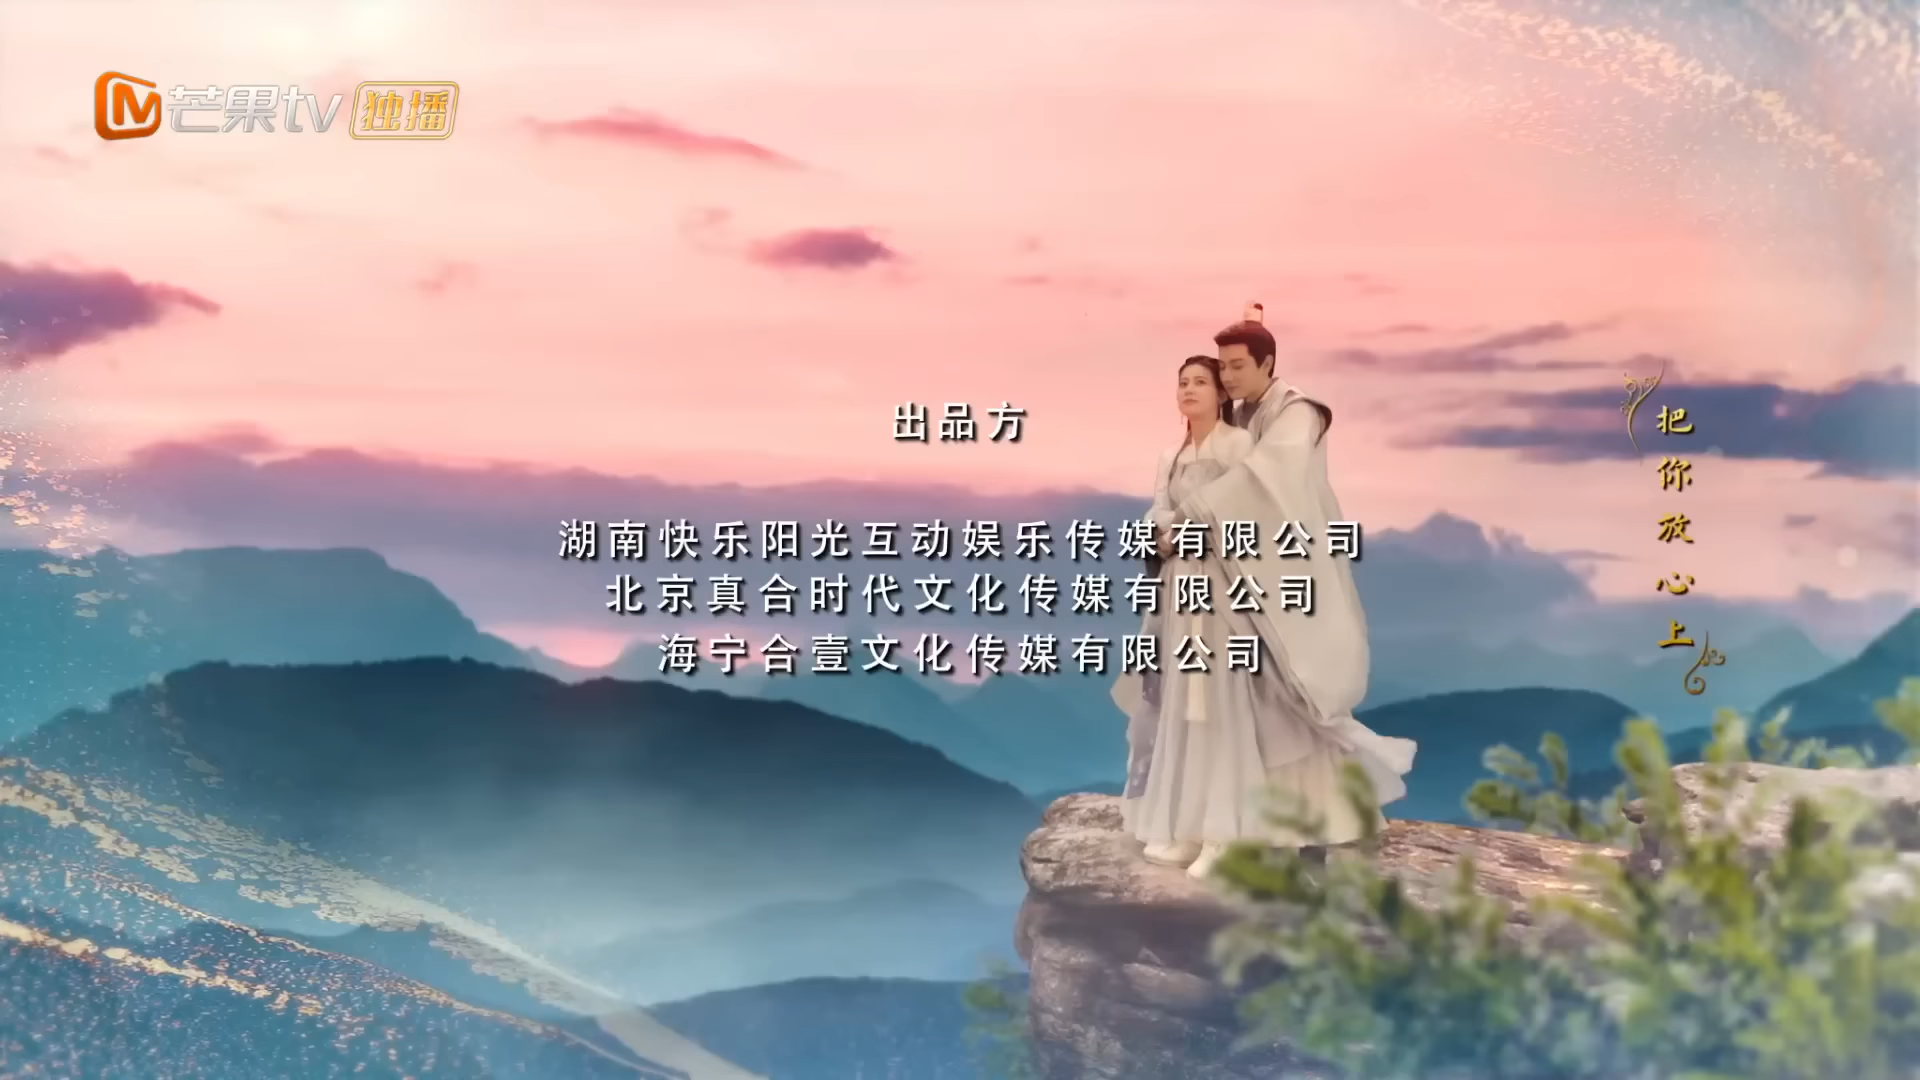 芒果tv 独播
出品方
湖南快乐阳光互动娱乐传媒有限公司
北京真合时代文化传媒有限公司
海宁合壹文化传媒有限公司
把你放心上